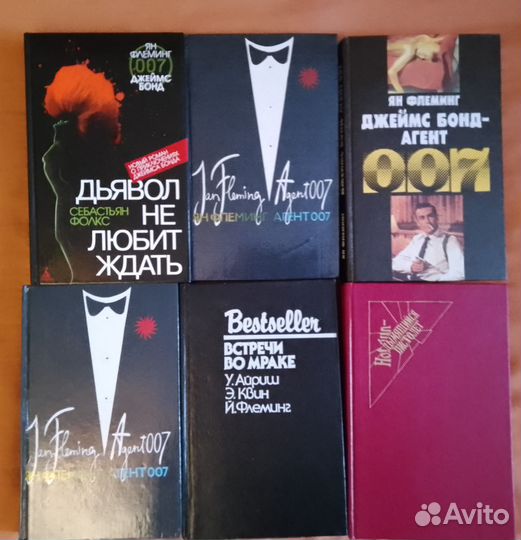 ЯН
ФЛЕМИНГ
007
ДЖЕЙМС
БОНД
НОВЫЙ РОМАН
О ПРИКЛЮЧЕНИЯХ
ДЖЕЙМСА БОНДА
ДЬЯВОЛ
СЕБАСТЬЯН
ФОЛКС
НЕ
ЛЮБИТ
ЖДАТЬ
Jan Fleming Agent 007
ЯН ФЛЕМИНГ АГЕНТ 007
ЯН ФЛЕМИНГ
ДЖЕЙМС БОНД-
АГЕНТ
007
Jan Fleming Agent 007
ЯН АГЕНТ 007
Bestseller
ВСТРЕЧИ
ВО МРАКЕ
У. Айриш
Э. Квин
Й. Флеминг
Avito